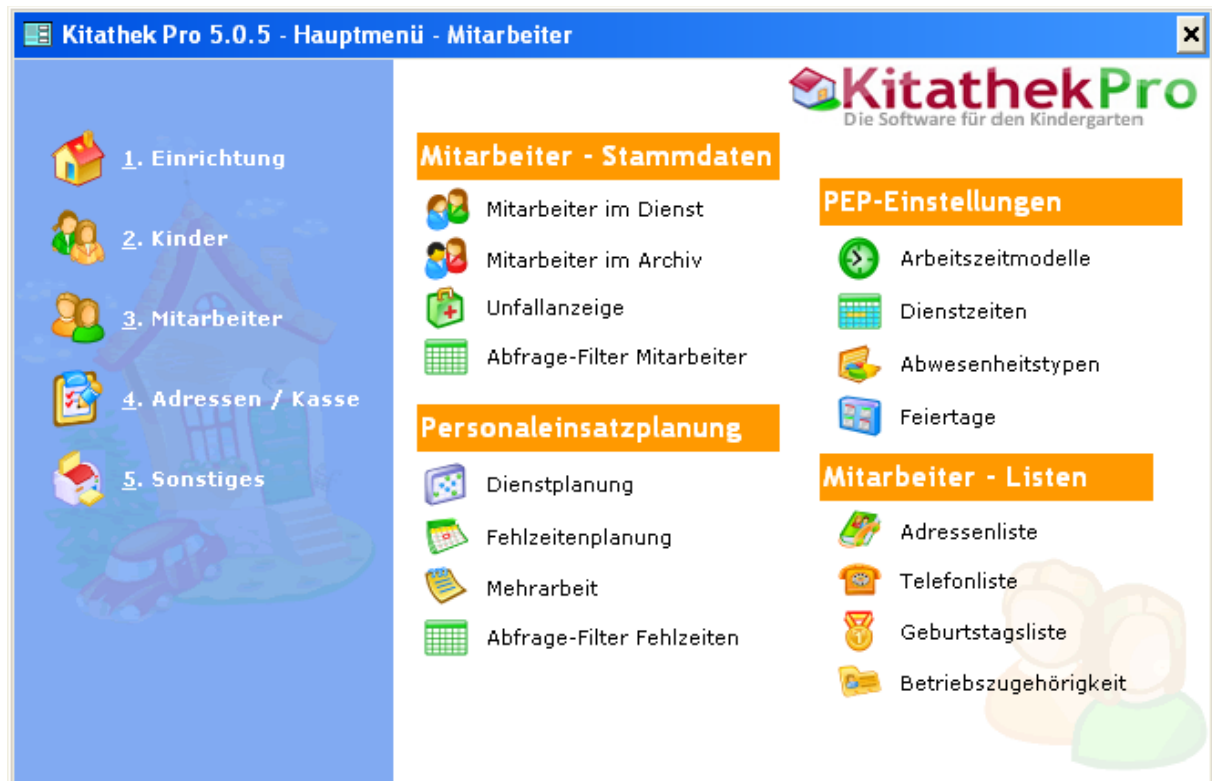 Kitathek Pro 5.0.5 - Hauptmenü - Mitarbeiter
KitathekPro
Die Software für den Kindergarten
1. Einrichtung
2. Kinder
3. Mitarbeiter
4. Adressen / Kasse
5. Sonstiges
Mitarbeiter - Stammdaten
Mitarbeiter im Dienst
Mitarbeiter im Archiv
Unfallanzeige
Abfrage-Filter Mitarbeiter
Personaleinsatzplanung
Dienstplanung
Fehlzeitenplanung
Mehrarbeit
Abfrage-Filter Fehlzeiten
PEP-Einstellungen
Arbeitszeitmodelle
Dienstzeiten
Abwesenheitstypen
Feiertage
Mitarbeiter - Listen
Adressenliste
Telefonliste
Geburtstagsliste
Betriebszugehörigkeit